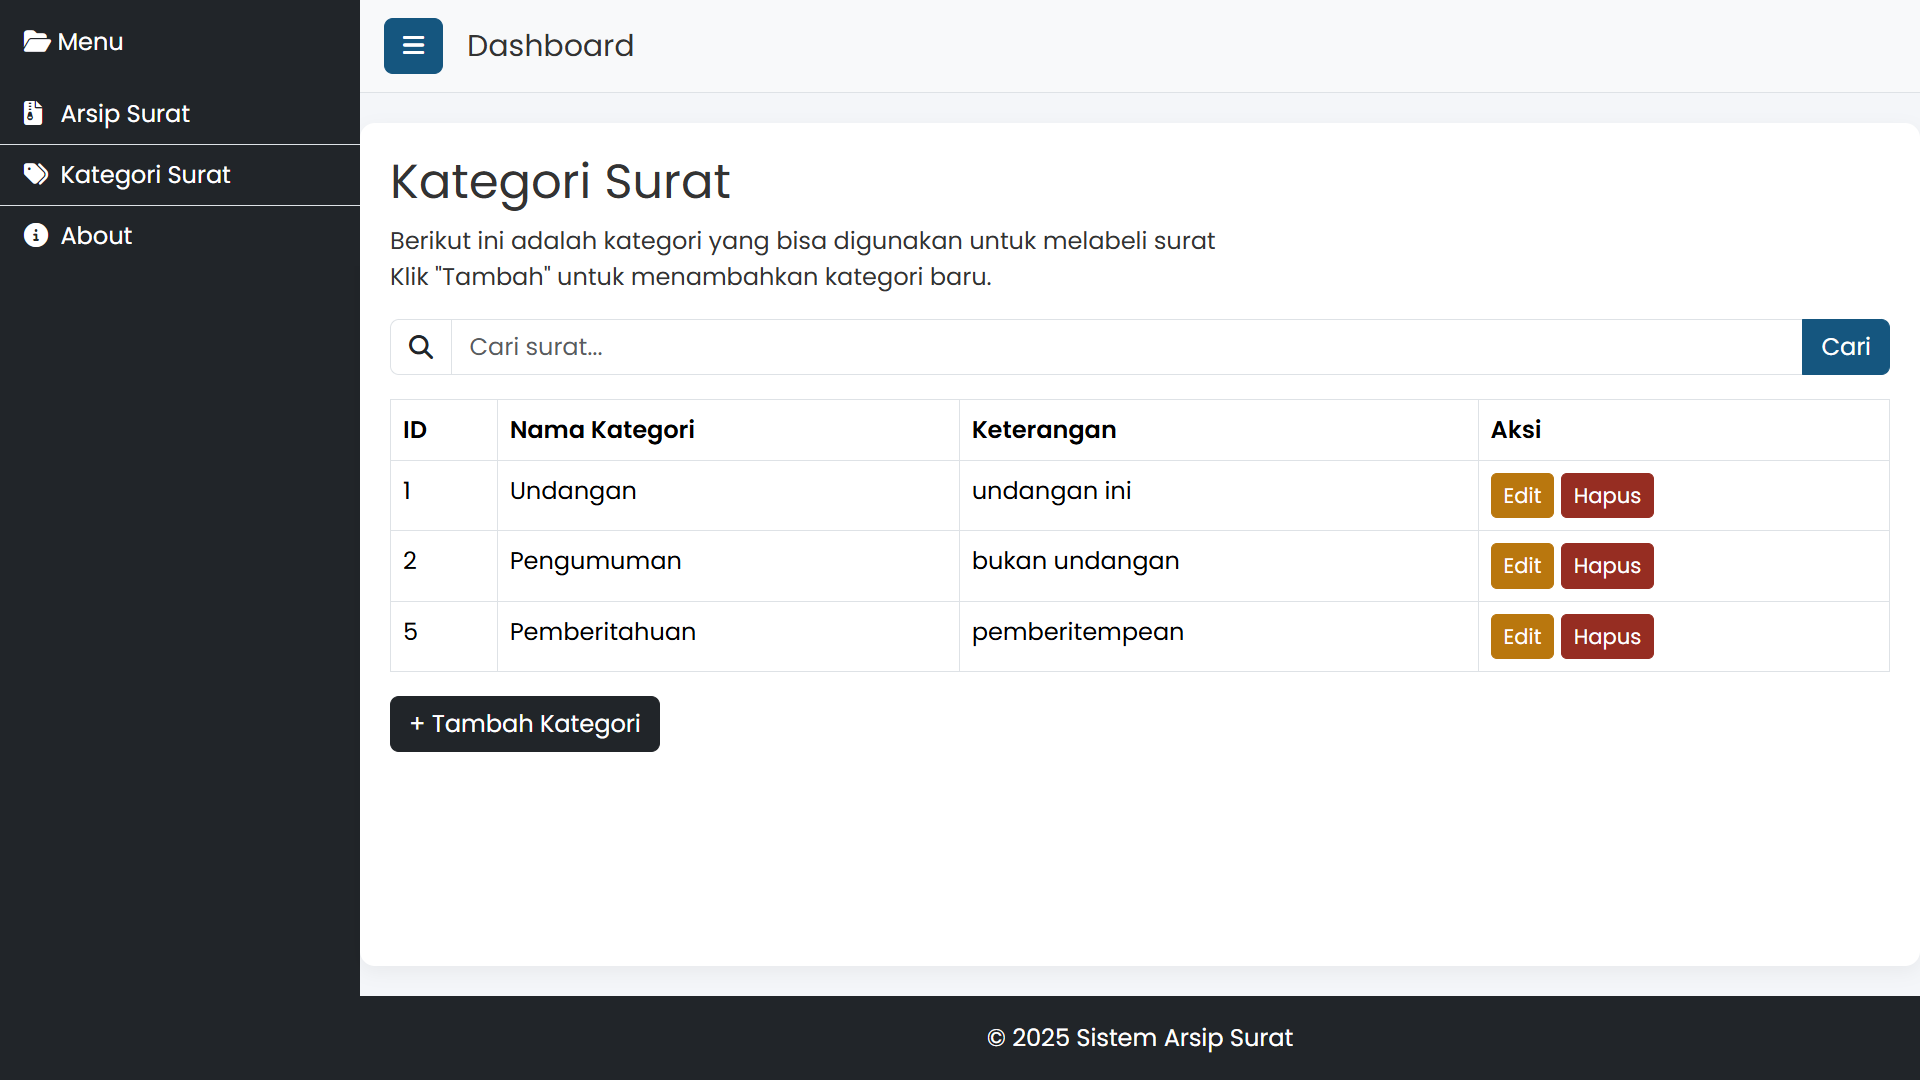 Menu
Arsip Surat
Kategori Surat
About
Dashboard
Kategori Surat
Berikut ini adalah kategori yang bisa digunakan untuk melabeli surat
Klik "Tambah" untuk menambahkan kategori baru.
Cari surat...
Cari
ID Nama Kategori Keterangan Aksi
1 Undangan undangan ini Edit Hapus
2 Pengumuman bukan undangan Edit Hapus
5 Pemberitahuan pemberitempean Edit Hapus
+ Tambah Kategori
© 2025 Sistem Arsip Surat